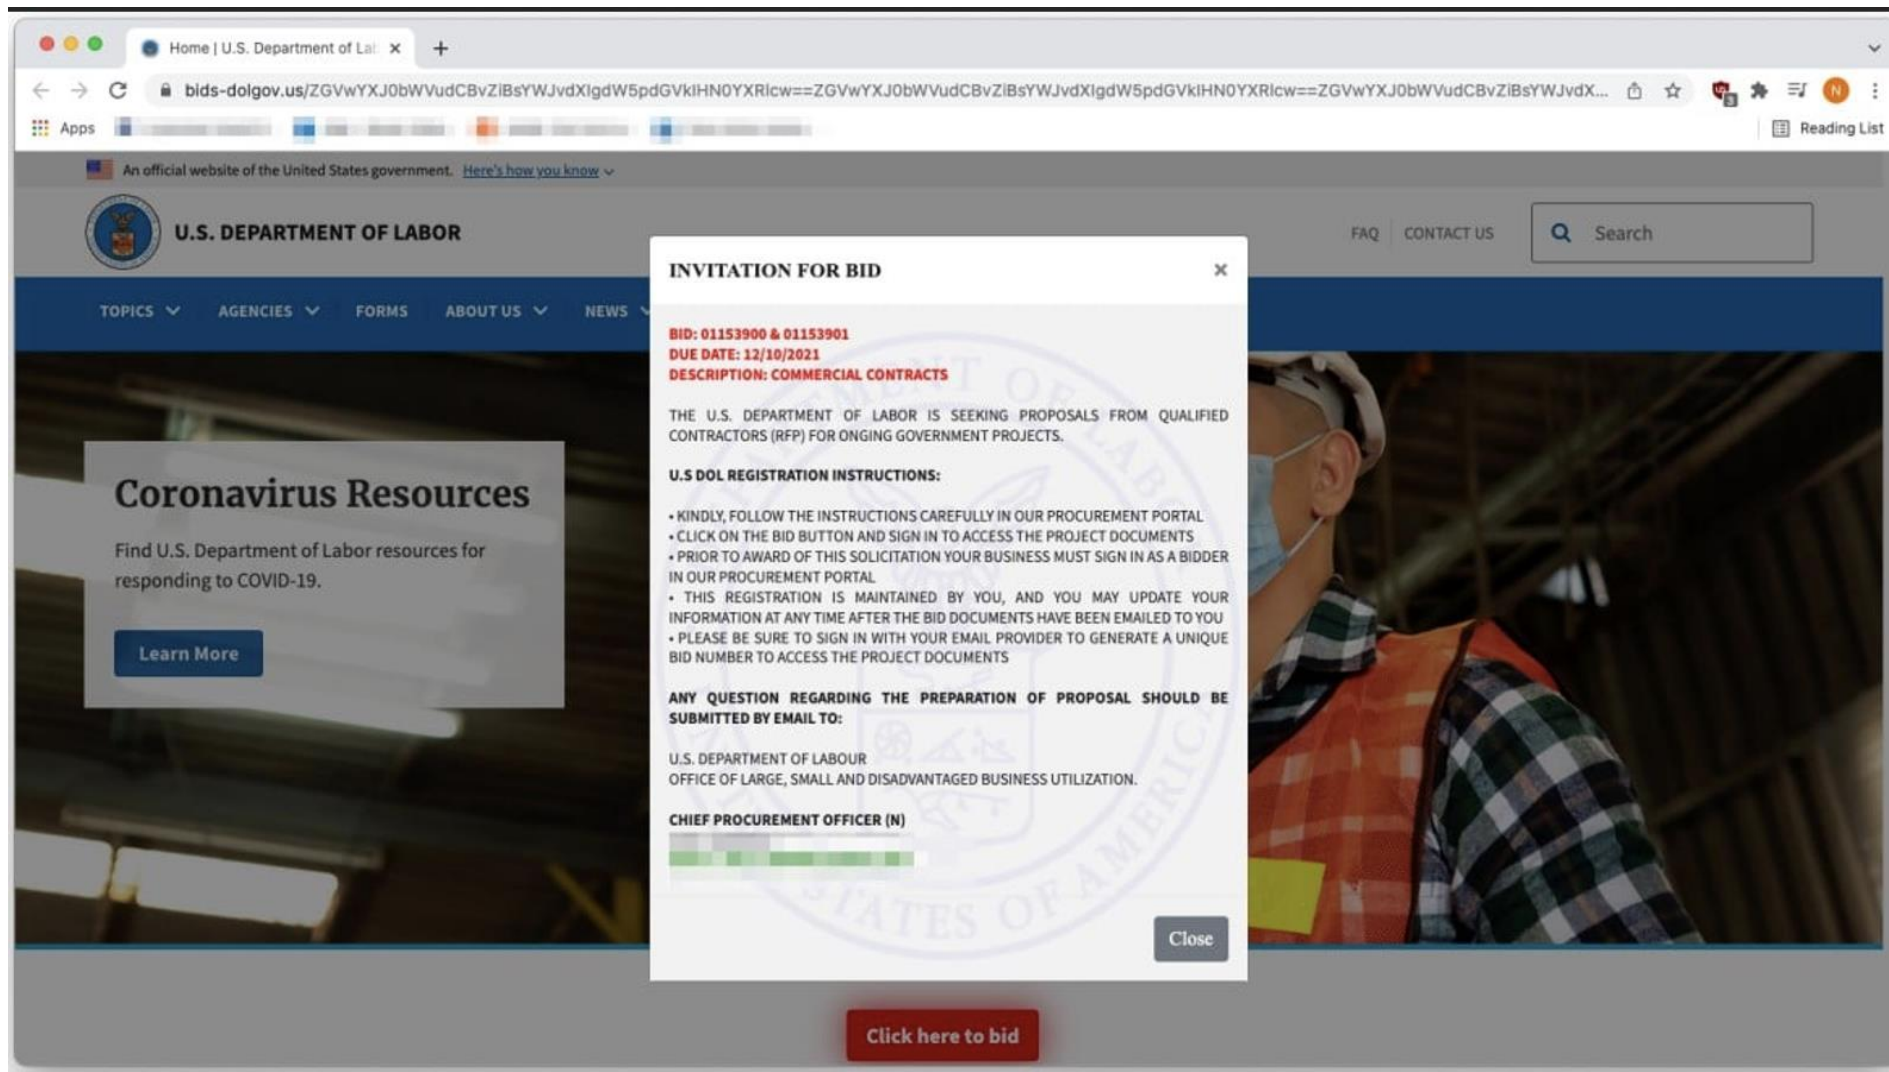 Home | U.S. Department of Lab
bids-dolgov.us/ZGVwYXJ0bWVudCBvZiBsYWJvdXIgdW5pdGVkIHN0YXRlcw==ZGVwYXJ0bWVudCBvZiBsYWJvdXIgdW5pdGVkIHN0YXRlcw==ZGVwYXJ0bWVudCBvZiBsYWJvdX...
3
N
Apps
Reading List
An official website of the United States government. Here's how you know
U.S. DEPARTMENT OF LABOR
FAQ CONTACT US
Search
TOPICS AGENCIES FORMS ABOUT US NEWS
Coronavirus Resources
Find U.S. Department of Labor resources for
responding to COVID-19.
Learn More
INVITATION FOR BID ×
BID: 01153900 & 01153901
DUE DATE: 12/10/2021
DESCRIPTION: COMMERCIAL CONTRACTS
THE U.S. DEPARTMENT OF LABOR IS SEEKING PROPOSALS FROM QUALIFIED
CONTRACTORS (RFP) FOR ONGING GOVERNMENT PROJECTS.
U.S DOL REGISTRATION INSTRUCTIONS:
• KINDLY, FOLLOW THE INSTRUCTIONS CAREFULLY IN OUR PROCUREMENT PORTAL
• CLICK ON THE BID BUTTON AND SIGN IN TO ACCESS THE PROJECT DOCUMENTS
• PRIOR TO AWARD OF THIS SOLICITATION YOUR BUSINESS MUST SIGN IN AS A BIDDER
IN OUR PROCUREMENT PORTAL
• THIS REGISTRATION IS MAINTAINED BY YOU, AND YOU MAY UPDATE YOUR
INFORMATION AT ANY TIME AFTER THE BID DOCUMENTS HAVE BEEN EMAILED TO YOU
• PLEASE BE SURE TO SIGN IN WITH YOUR EMAIL PROVIDER TO GENERATE A UNIQUE
BID NUMBER TO ACCESS THE PROJECT DOCUMENTS
ANY QUESTION REGARDING THE PREPARATION OF PROPOSAL SHOULD BE
SUBMITTED BY EMAIL TO:
U.S. DEPARTMENT OF LABOUR
OFFICE OF LARGE, SMALL AND DISADVANTAGED BUSINESS UTILIZATION.
CHIEF PROCUREMENT OFFICER (N)
DEPARTMENT OF LABOR
UNITED STATES OF AMERICA
Close
Click here to bid